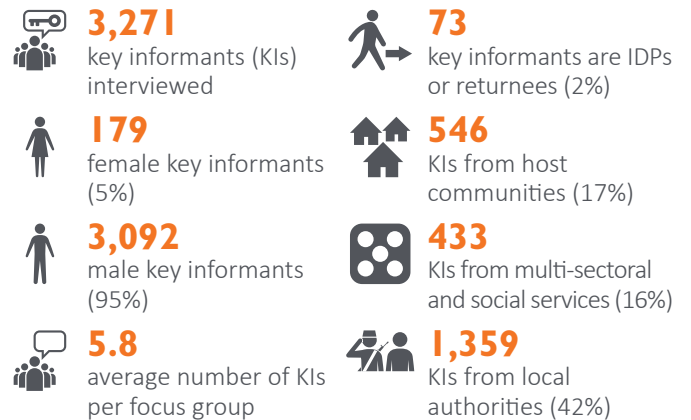 3,271
key informants (KIs)
interviewed
179
female key informants
(5%)
3,092
male key informants
(95%)
5.8
average number of KIs
per focus group
73
key informants are IDPs
or returnees (2%)
546
KIs from host
communities (17%)
433
KIs from multi-sectoral
and social services (16%)
1,359
KIs from local
authorities (42%)